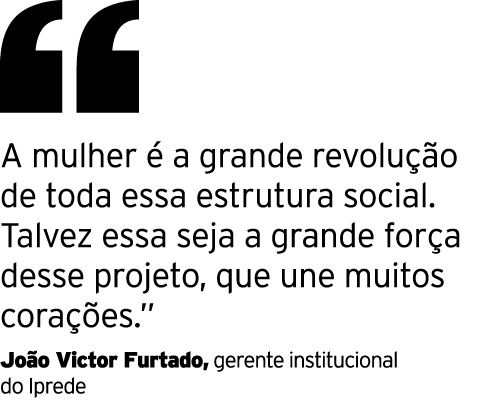 “
A mulher é a grande revolução
de toda essa estrutura social.
Talvez essa seja a grande força
desse projeto, que une muitos
corações.”
João Victor Furtado, gerente institucional
do Iprede